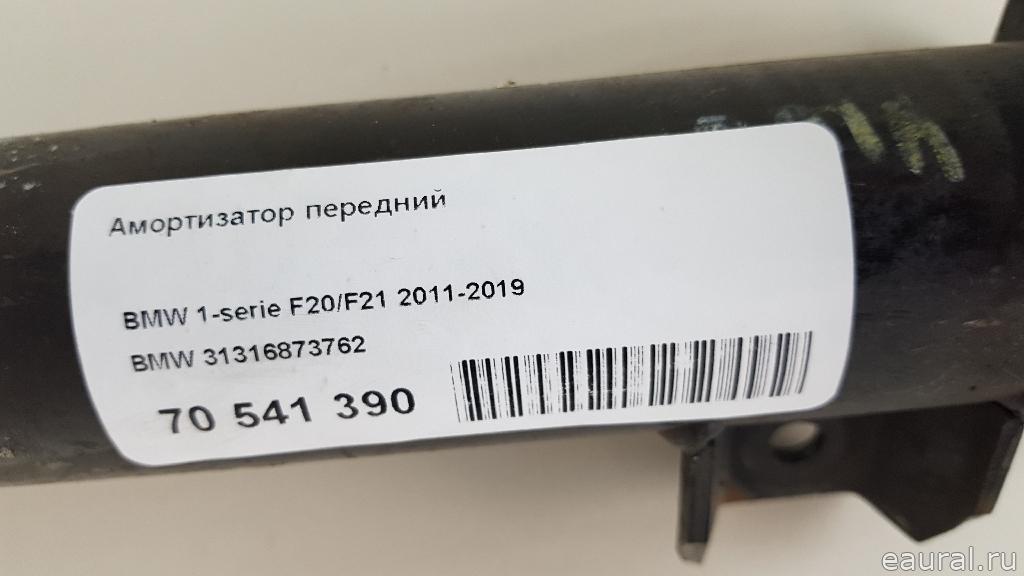 Амортизатор передний
BMW 1-serie F20/F21 2011-2019
BMW 31316873762
70 541 390
eaural.ru